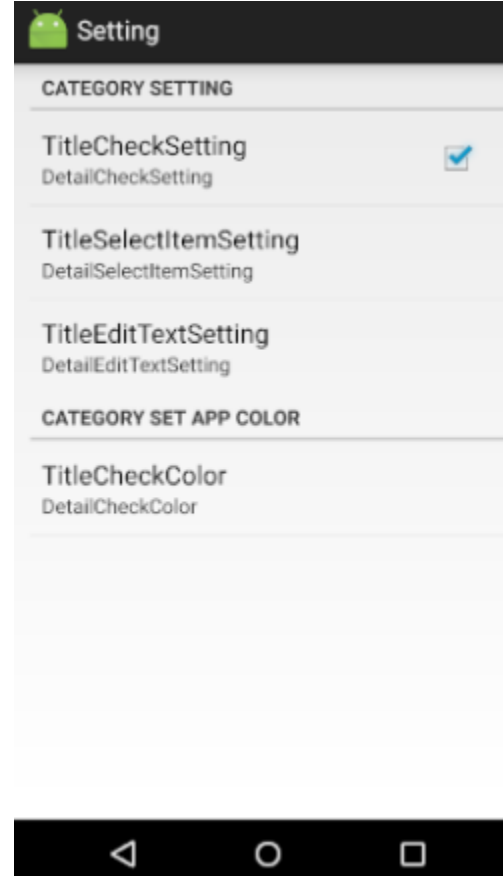 Setting
CATEGORY SETTING
TitleCheckSetting
DetailCheckSetting
TitleSelectItemSetting
DetailSelectItemSetting
TitleEditTextSetting
DetailEditTextSetting
CATEGORY SET APP COLOR
TitleCheckColor
DetailCheckColor